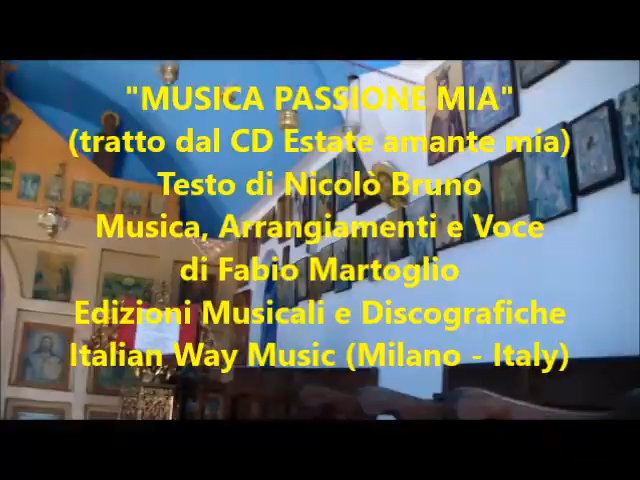 "MUSICA PASSIONE MIA"
(tratto dal CD Estate amante mia)
Testo di Nicolò Bruno
Musica, Arrangiamenti e Voce
di Fabio Martoglio
Edizioni Musicali e Discografiche
Italian Way Music (Milano - Italy)